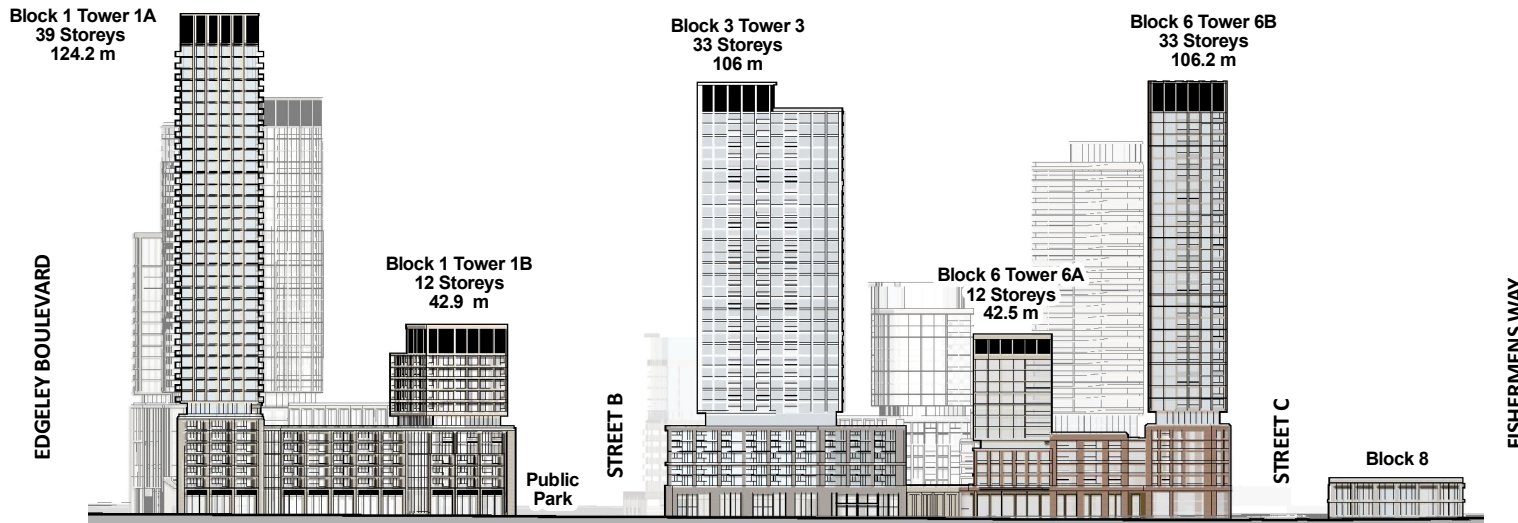 Block 1 Tower 1A
39 Storeys
124.2 m
Block 3 Tower 3
33 Storeys
106 m
Block 6 Tower 6B
33 Storeys
106.2 m
Block 1 Tower 1B
12 Storeys
42.9 m
Block 6 Tower 6A
12 Storeys
42.5 m
EDGELEY BOULEVARD
Public
Park
STREET B
STREET C
Block 8
FISHERMENS WAY